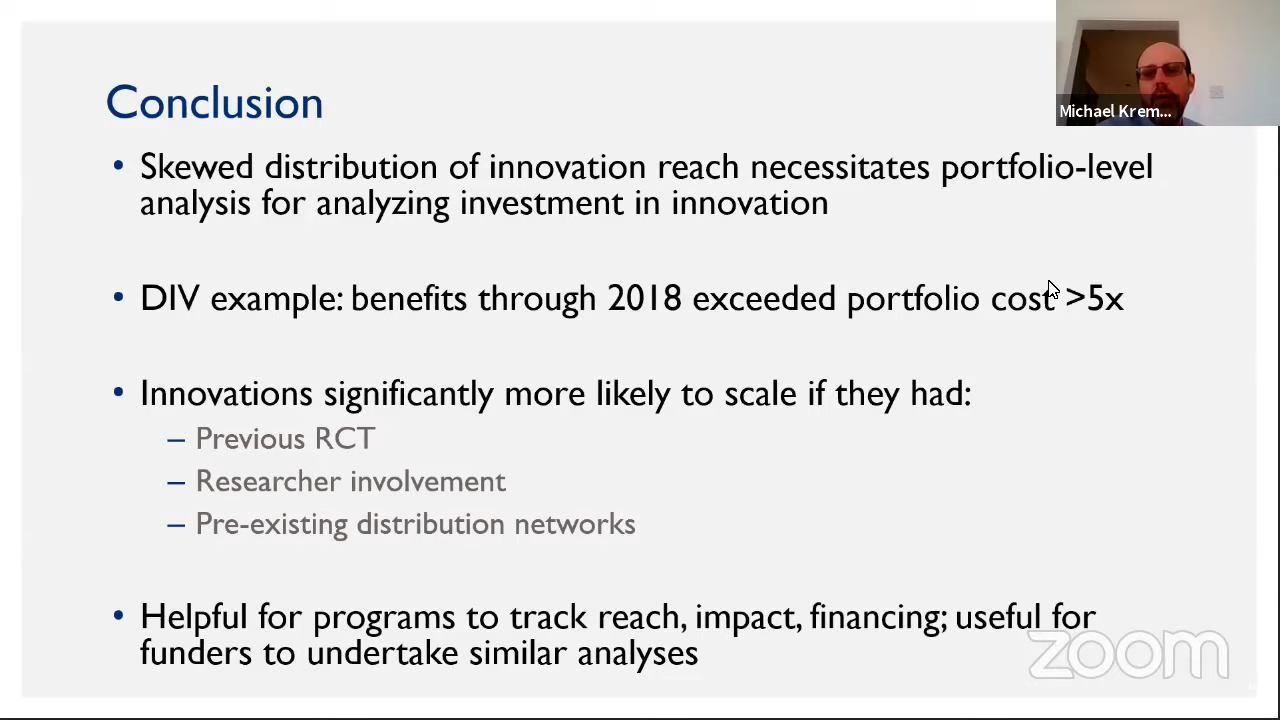 Conclusion
Michael Krem...
• Skewed distribution of innovation reach necessitates portfolio-level
analysis for analyzing investment in innovation
• DIV example: benefits through 2018 exceeded portfolio cost >5x
• Innovations significantly more likely to scale if they had:
– Previous RCT
– Researcher involvement
– Pre-existing distribution networks
• Helpful for programs to track reach, impact, financing; useful for
funders to undertake similar analyses
zoom